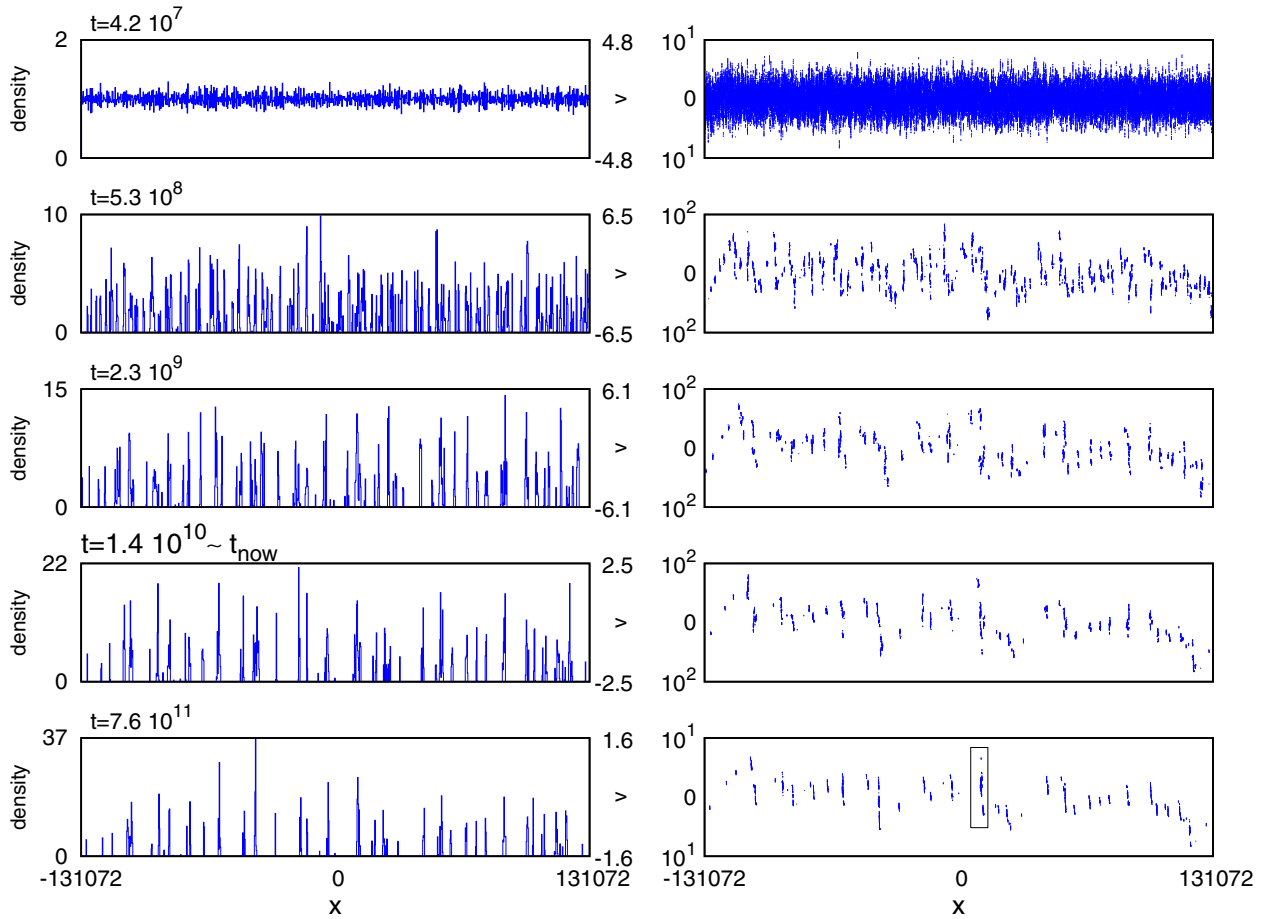 t=4.2 10^7
2
density
0
4.8
>
-4.8
10^1
0
10^1
t=5.3 10^8
10
density
0
6.5
>
-6.5
10^2
0
10^2
t=2.3 10^9
15
density
0
6.1
>
-6.1
10^2
0
10^2
t=1.4 10^10 ~ t_now
22
density
0
2.5
>
-2.5
10^2
0
10^2
t=7.6 10^11
37
density
0
1.6
>
-1.6
10^1
0
10^1
-131072 0 131072
x
-131072 0 131072
x